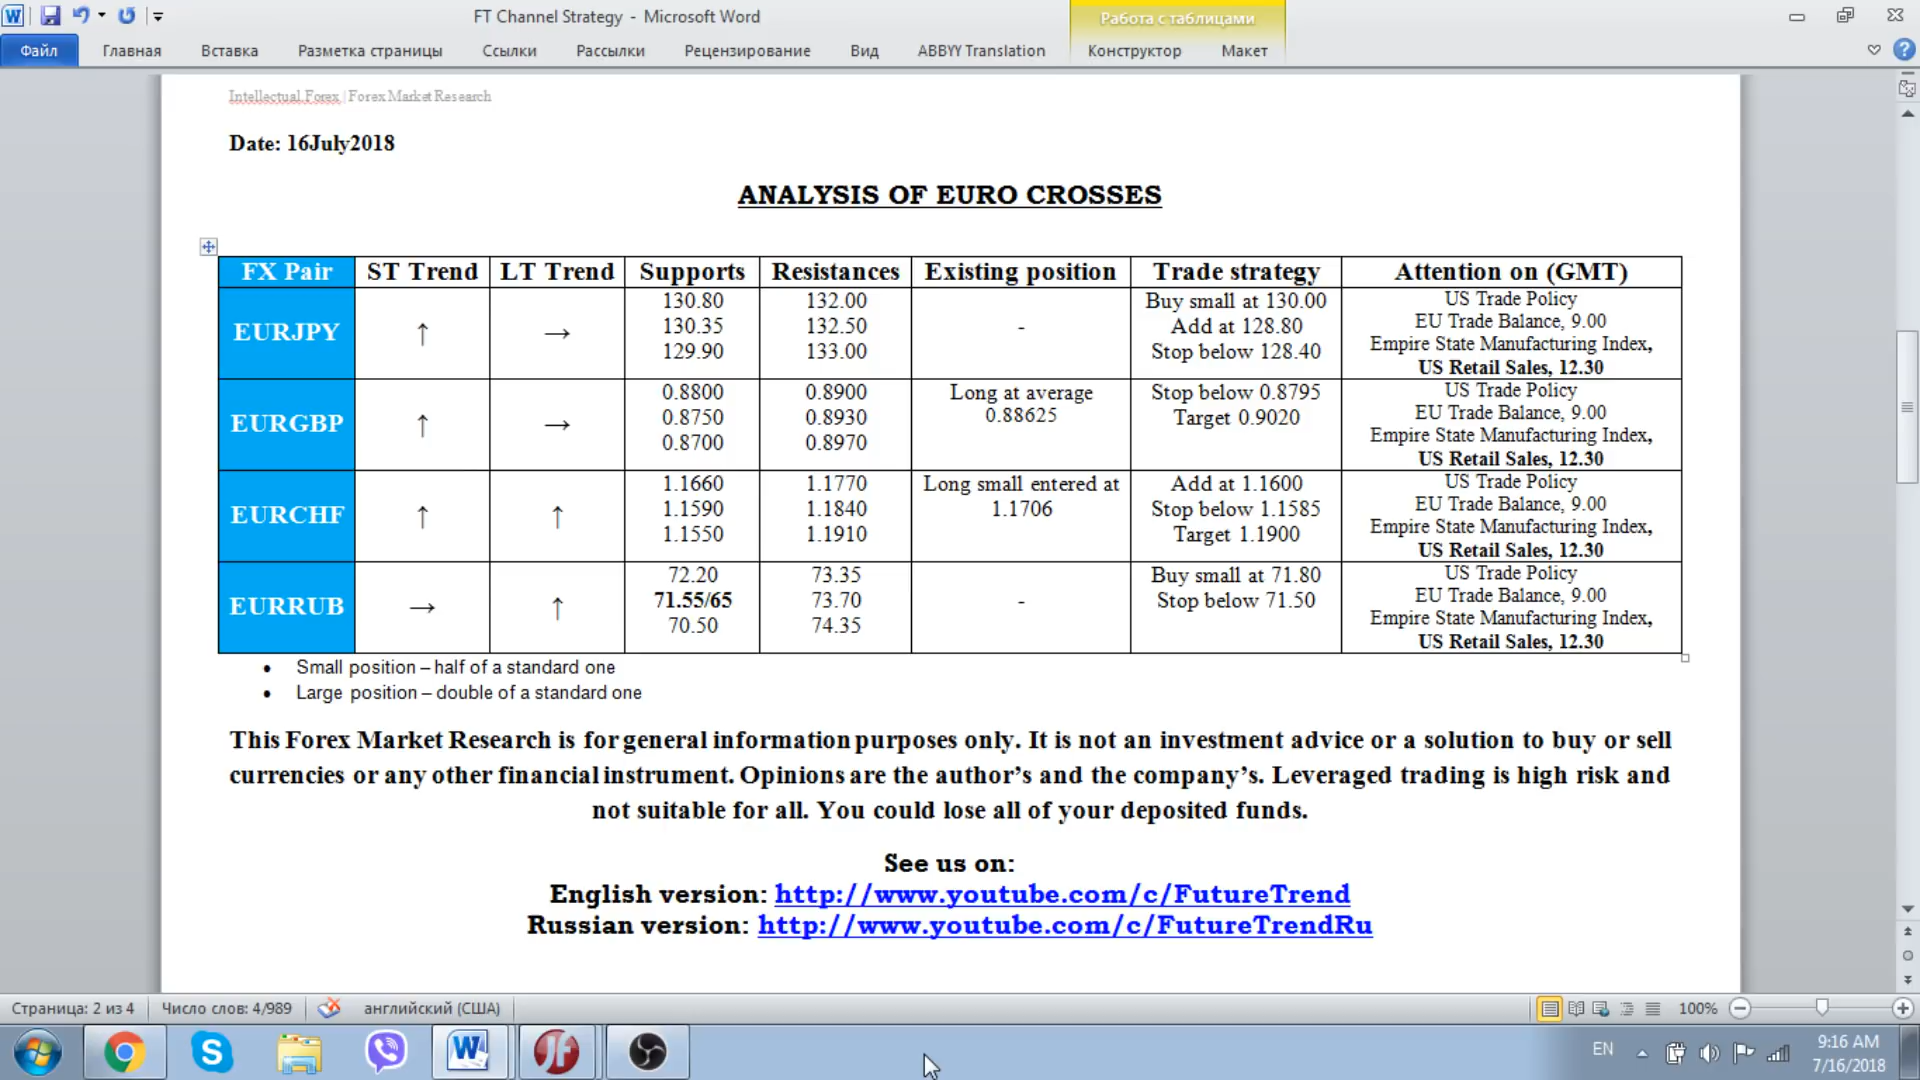 FT Channel Strategy - Microsoft Word
Работа с таблицами
Файл Главная Вставка Разметка страницы Ссылки Рассылки Рецензирование Вид ABBYY Translation Конструктор Макет
Intellectual Forex | Forex Market Research
Date: 16July2018
ANALYSIS OF EURO CROSSES
FX Pair ST Trend LT Trend Supports Resistances Existing position Trade strategy Attention on (GMT)
EURJPY ↑ → 130.80 132.00 - Buy small at 130.00 US Trade Policy
130.35 132.50 Add at 128.80 EU Trade Balance, 9.00
129.90 133.00 Stop below 128.40 Empire State Manufacturing Index,
US Retail Sales, 12.30
EURGBP ↑ → 0.8800 0.8900 Long at average Stop below 0.8795 US Trade Policy
0.8750 0.8930 0.88625 Target 0.9020 EU Trade Balance, 9.00
0.8700 0.8970 Empire State Manufacturing Index,
US Retail Sales, 12.30
EURCHF ↑ ↑ 1.1660 1.1770 Long small entered at Add at 1.1600 US Trade Policy
1.1590 1.1840 1.1706 Stop below 1.1585 EU Trade Balance, 9.00
1.1550 1.1910 Target 1.1900 Empire State Manufacturing Index,
US Retail Sales, 12.30
EURRUB → ↑ 72.20 73.35 - Buy small at 71.80 US Trade Policy
71.55/65 73.70 Stop below 71.50 EU Trade Balance, 9.00
70.50 74.35 Empire State Manufacturing Index,
US Retail Sales, 12.30
• Small position – half of a standard one
• Large position – double of a standard one
This Forex Market Research is for general information purposes only. It is not an investment advice or a solution to buy or sell
currencies or any other financial instrument. Opinions are the author's and the company's. Leveraged trading is high risk and
not suitable for all. You could lose all of your deposited funds.
See us on:
English version: http://www.youtube.com/c/FutureTrend
Russian version: http://www.youtube.com/c/FutureTrendRu
Страница: 2 из 4 Число слов: 4/989 английский (США) 100%
EN 9:16 AM
7/16/2018